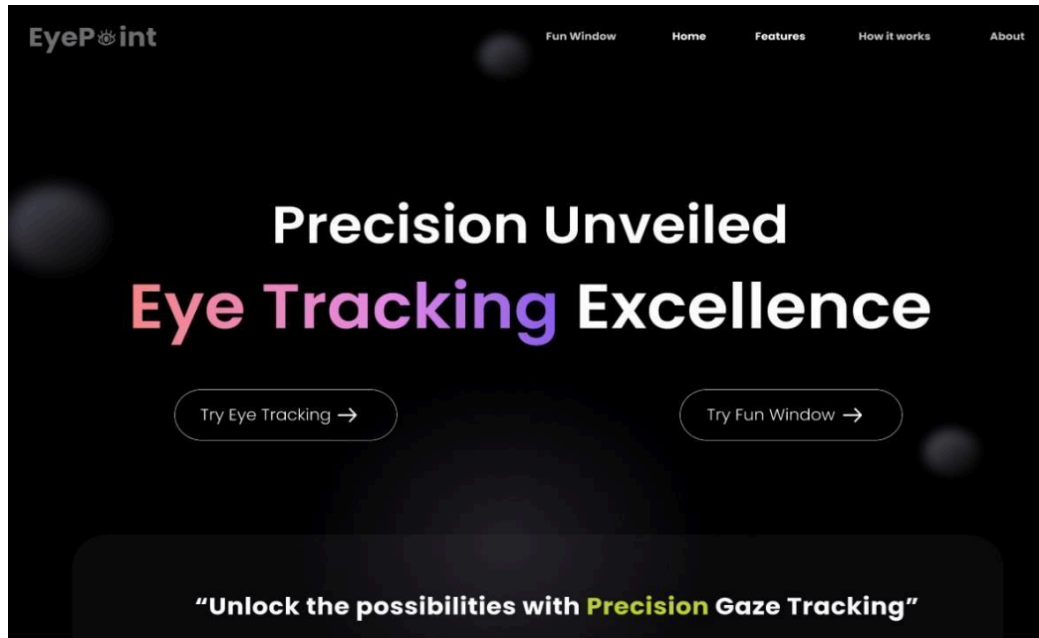 EyePoint
Fun Window Home Features How it works About
Precision Unveiled
Eye Tracking Excellence
Try Eye Tracking →
Try Fun Window →
“Unlock the possibilities with Precision Gaze Tracking”